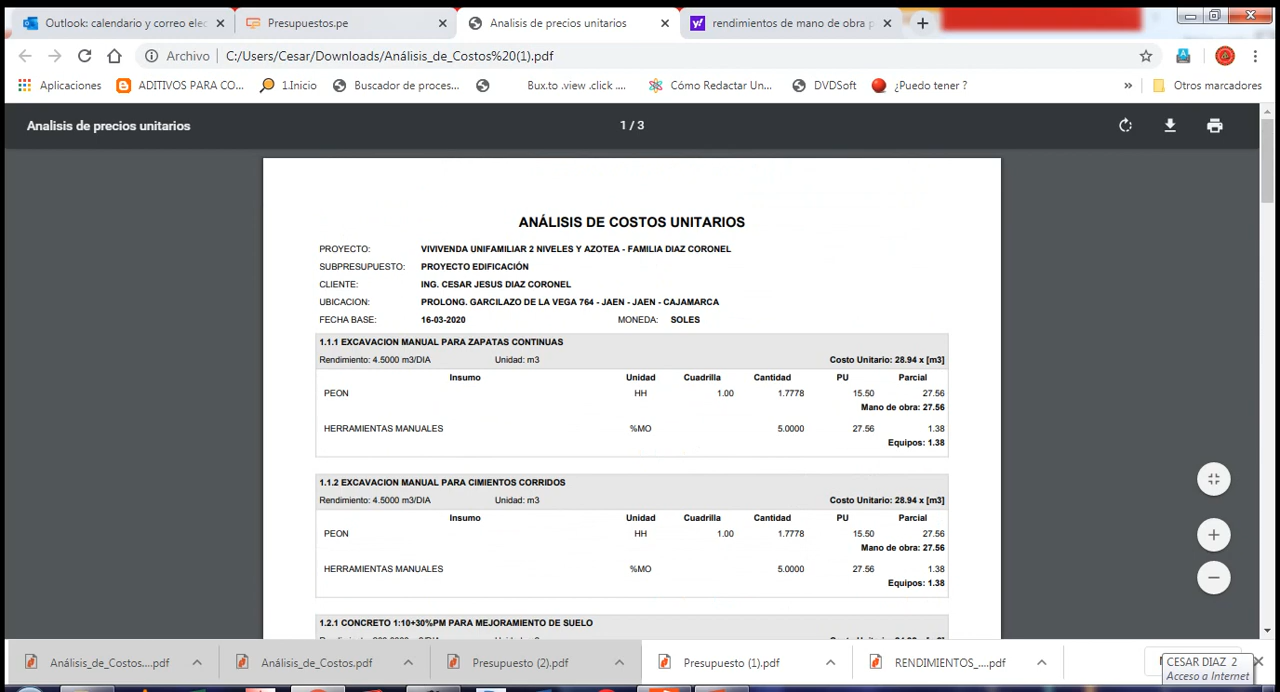 Outlook: calendario y correo elec
Presupuestos.pe
Analisis de precios unitarios
rendimientos de mano de obra p
Archivo C:/Users/Cesar/Downloads/Análisis_de_Costos%20(1).pdf
Aplicaciones ADITIVOS PARA CO... 1.Inicio Buscador de proces... Bux.to .view .click .... Cómo Redactar Un... DVDSoft ¿Puedo tener ? » Otros marcadores
Analisis de precios unitarios 1 / 3
ANÁLISIS DE COSTOS UNITARIOS
PROYECTO: VIVIVENDA UNIFAMILIAR 2 NIVELES Y AZOTEA - FAMILIA DIAZ CORONEL
SUBPRESUPUESTO: PROYECTO EDIFICACIÓN
CLIENTE: ING. CESAR JESUS DIAZ CORONEL
UBICACION: PROLONG. GARCILAZO DE LA VEGA 764 - JAEN - JAEN - CAJAMARCA
FECHA BASE: 16-03-2020 MONEDA: SOLES
1.1.1 EXCAVACION MANUAL PARA ZAPATAS CONTINUAS
Rendimiento: 4.5000 m3/DIA Unidad: m3 Costo Unitario: 28.94 x [m3]
Insumo Unidad Cuadrilla Cantidad PU Parcial
PEON HH 1.00 1.7778 15.50 27.56
Mano de obra: 27.56
HERRAMIENTAS MANUALES %MO 5.0000 27.56 1.38
Equipos: 1.38
1.1.2 EXCAVACION MANUAL PARA CIMIENTOS CORRIDOS
Rendimiento: 4.5000 m3/DIA Unidad: m3 Costo Unitario: 28.94 x [m3]
Insumo Unidad Cuadrilla Cantidad PU Parcial
PEON HH 1.00 1.7778 15.50 27.56
Mano de obra: 27.56
HERRAMIENTAS MANUALES %MO 5.0000 27.56 1.38
Equipos: 1.38
1.2.1 CONCRETO 1:10+30%PM PARA MEJORAMIENTO DE SUELO
Análisis_de_Costos....pdf Análisis_de_Costos.pdf Presupuesto (2).pdf Presupuesto (1).pdf RENDIMIENTOS_....pdf
CESAR DIAZ 2
Acceso a Internet